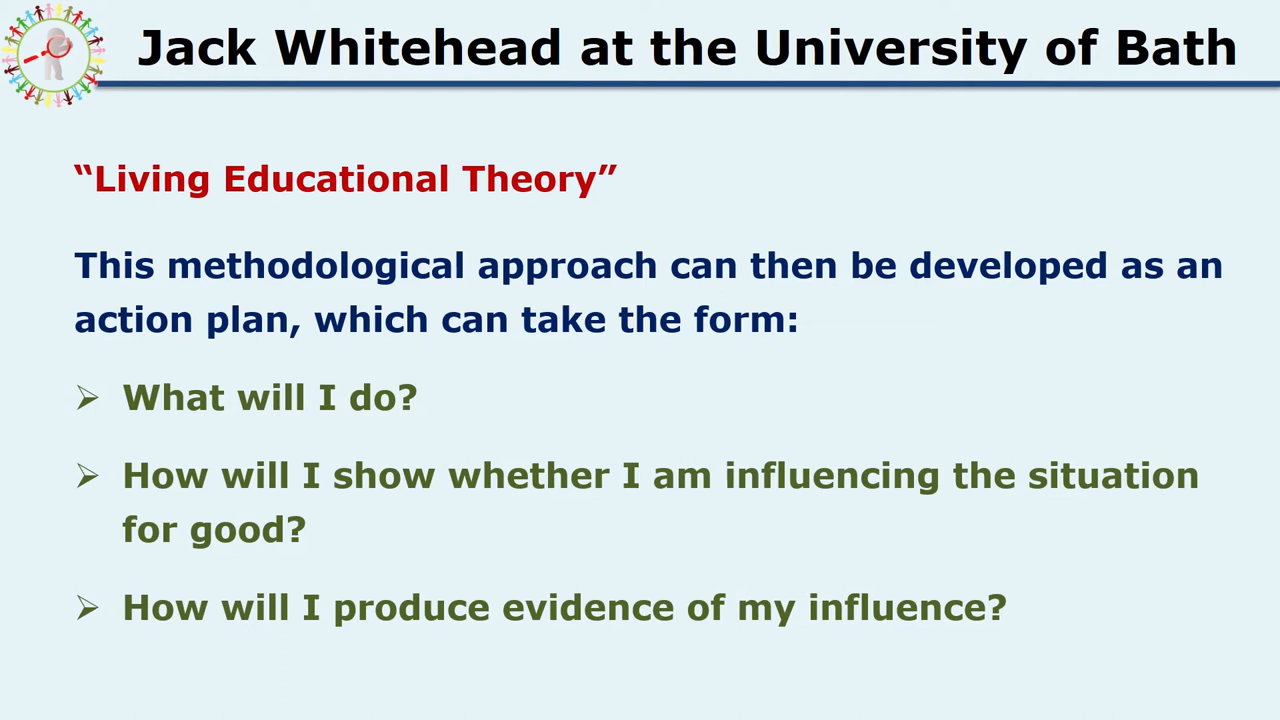 Jack Whitehead at the University of Bath
“Living Educational Theory”
This methodological approach can then be developed as an
action plan, which can take the form:
➢ What will I do?
➢ How will I show whether I am influencing the situation
for good?
➢ How will I produce evidence of my influence?